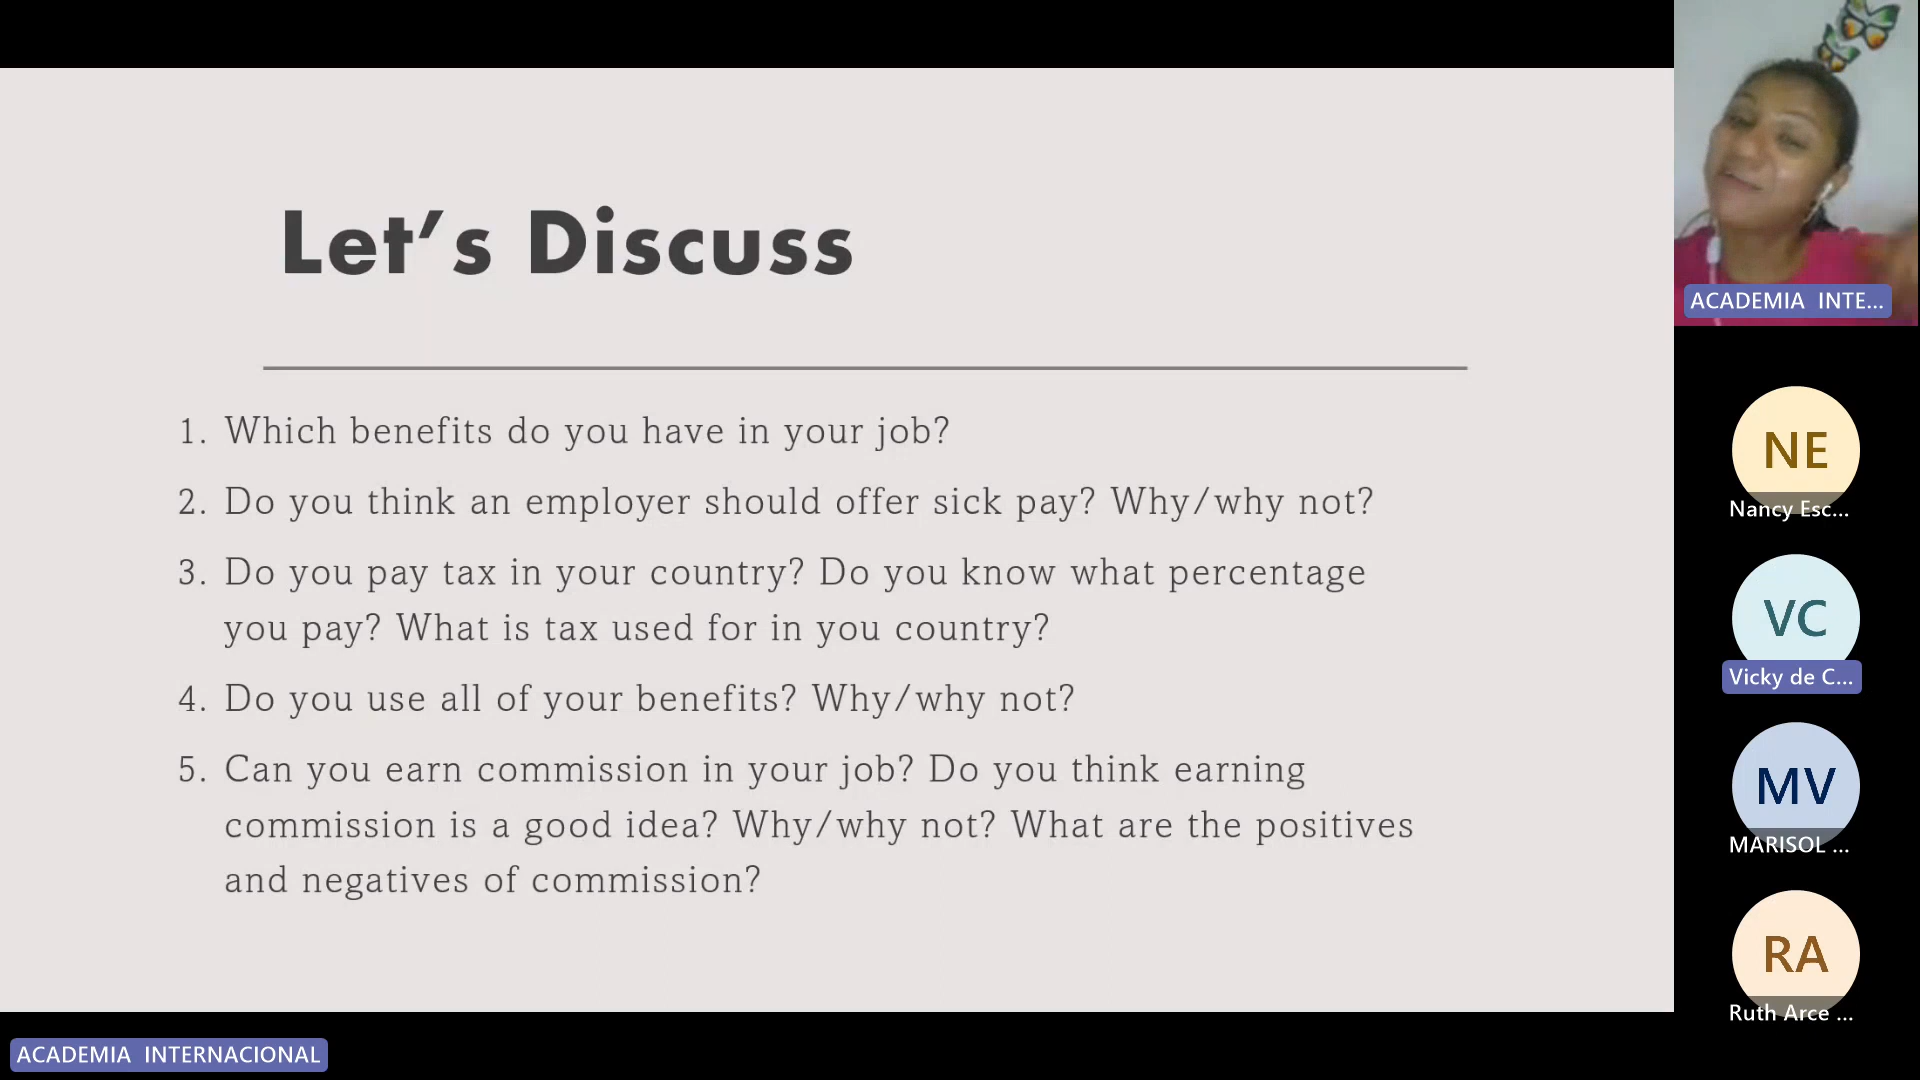 Let’s Discuss
1. Which benefits do you have in your job?
2. Do you think an employer should offer sick pay? Why/why not?
3. Do you pay tax in your country? Do you know what percentage
you pay? What is tax used for in you country?
4. Do you use all of your benefits? Why/why not?
5. Can you earn commission in your job? Do you think earning
commission is a good idea? Why/why not? What are the positives
and negatives of commission?
ACADEMIA INTE...
NE
Nancy Esc...
VC
Vicky de C...
MV
MARISOL ...
RA
Ruth Arce ...
ACADEMIA INTERNACIONAL